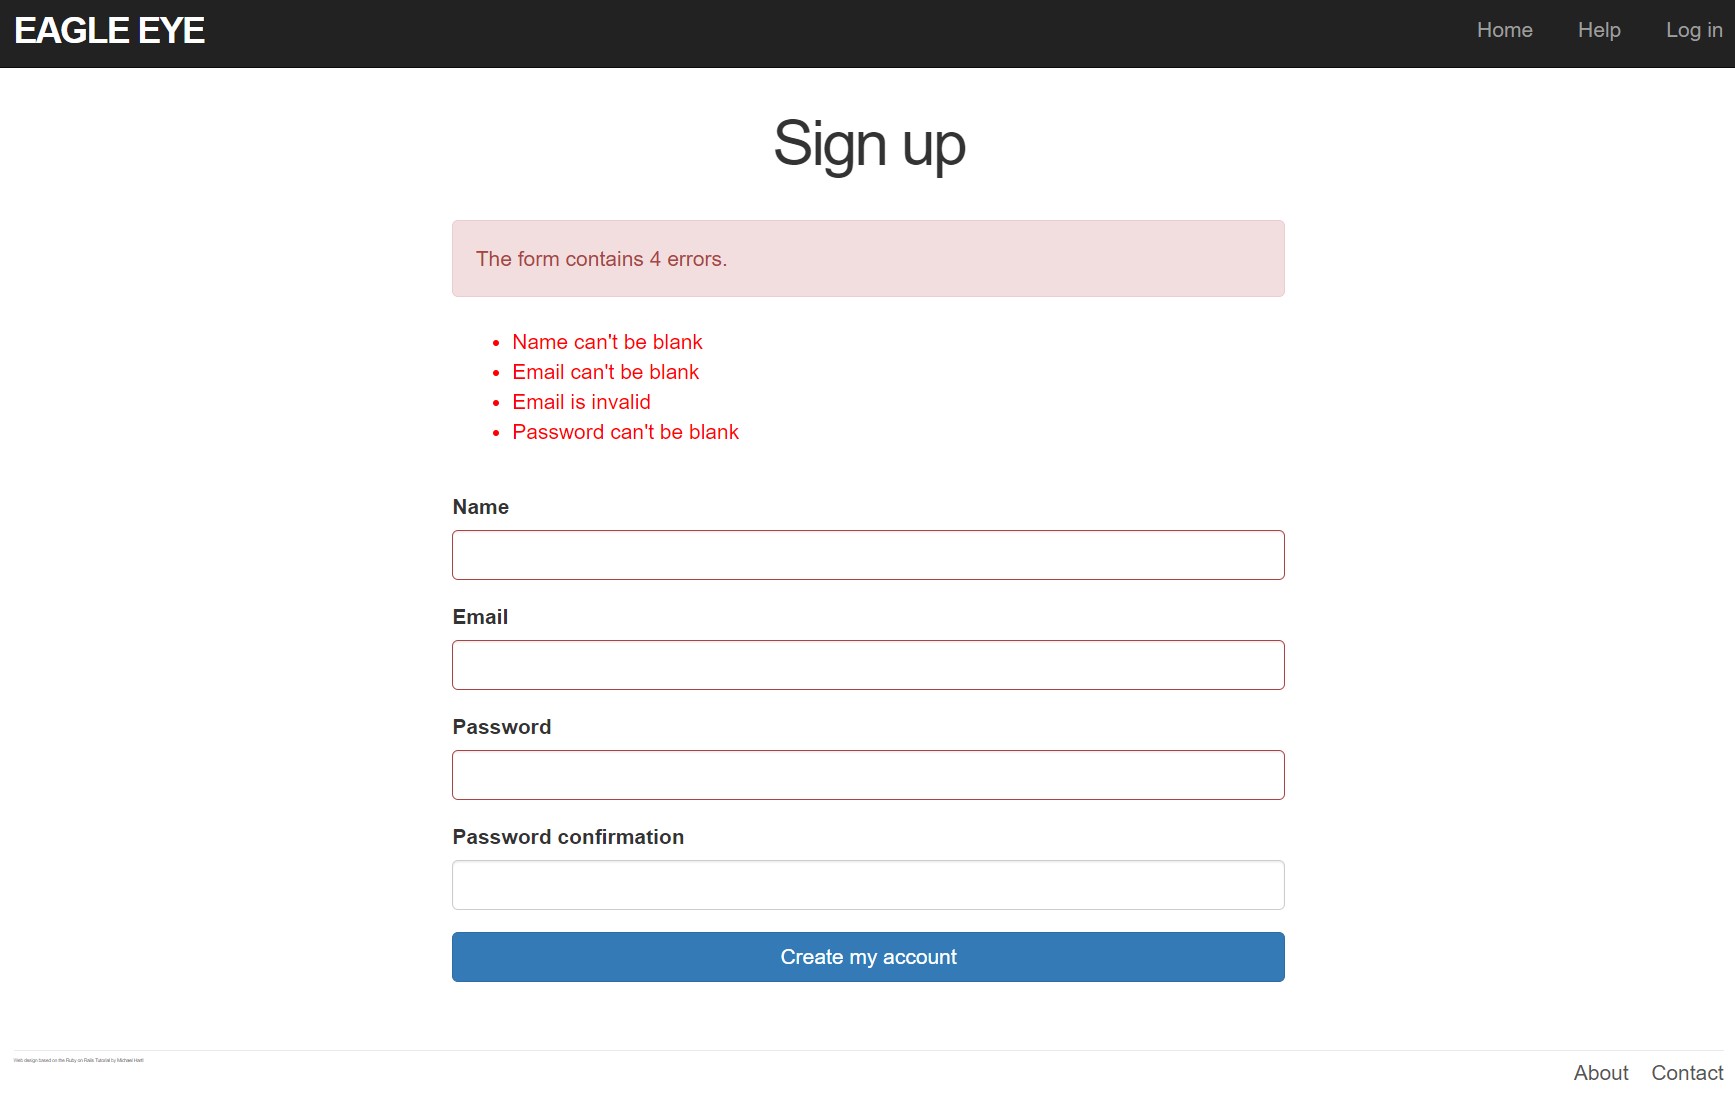 EAGLE EYE
Home Help Log in
Sign up
The form contains 4 errors.
Name can't be blank
Email can't be blank
Email is invalid
Password can't be blank
Name
Email
Password
Password confirmation
Create my account
design based on the Ruby on Rails Tutorial by Michael Hartl
About Contact